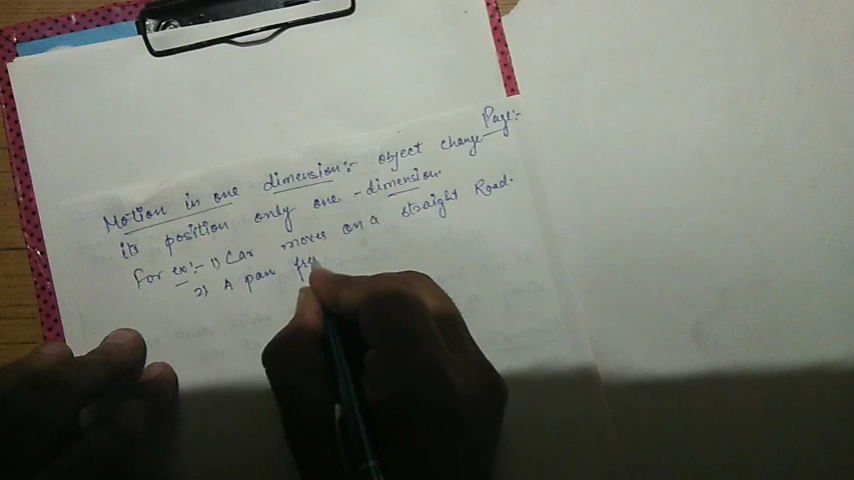 Page:-
Motion in one dimension:- object change
its position only one - dimension.
For ex:- 1) Car moves on a straight Road.
2) A pan fre